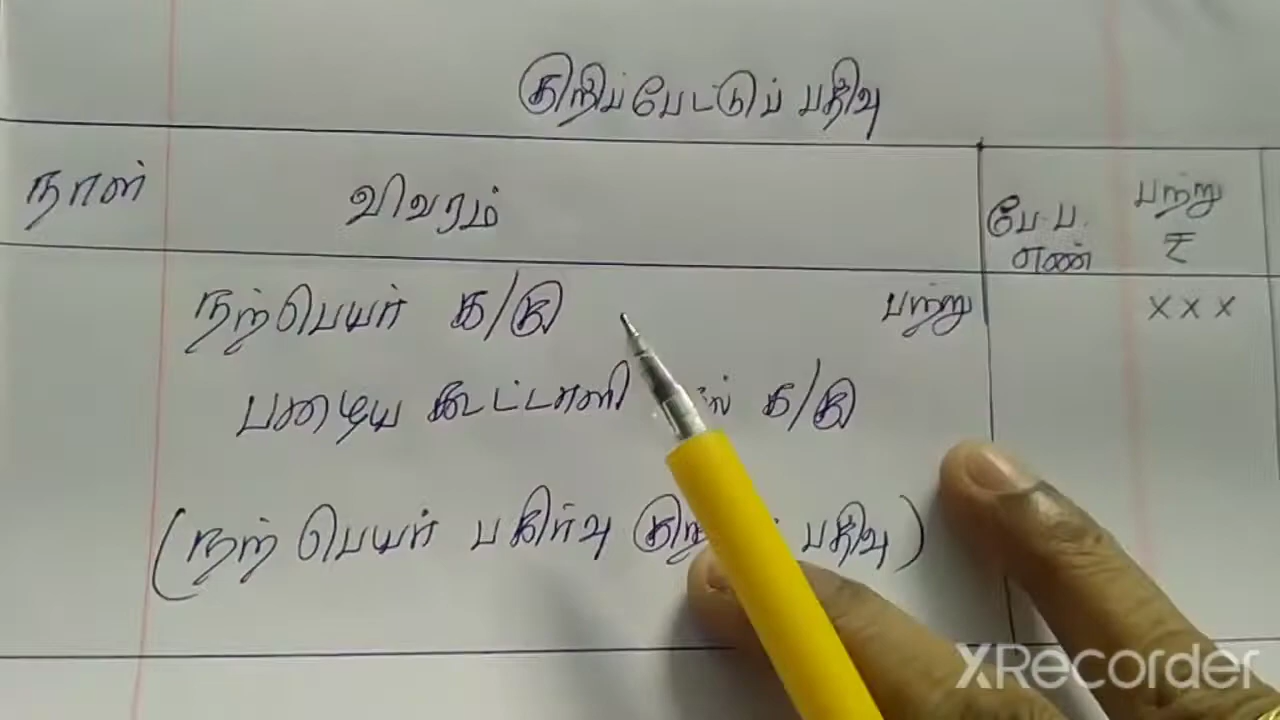 குறிப்பேட்டுப் பதிவு
நாள் விவரம் பே.ப. எண் பற்று ₹
நற்பெயர் க/கு பற்று xxx
பழைய கூட்டாளி க/கு
(நற்பெயர் பகிர்வு பதிவு)
XRecorder